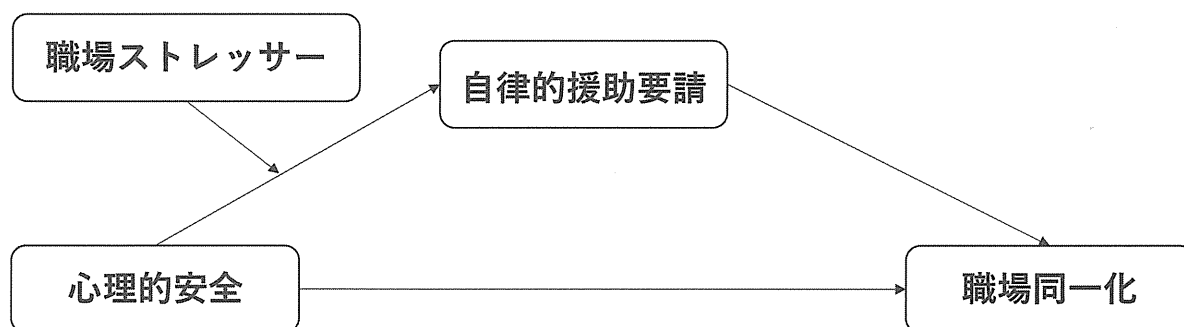 職場ストレッサー
自律的援助要請
心理的安全
職場同一化